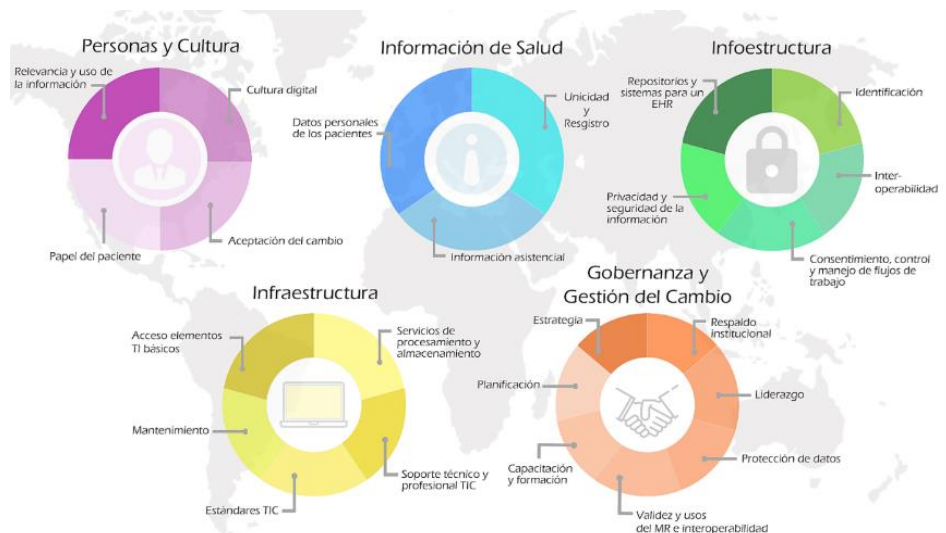 Personas y Cultura
Relevancia y uso de
la información
Cultura digital
Papel del paciente
Aceptación del cambio
Información de Salud
Datos personales
de los pacientes
Unicidad
y
Resgistro
Información asistencial
Infoestructura
Repositorios y
sistemas para un
EHR
Identificación
Inter-
operabilidad
Privacidad y
seguridad de la
información
Consentimiento, control
y manejo de flujos de
trabajo
Infraestructura
Acceso elementos
TI básicos
Servicios de
procesamiento y
almacenamiento
Mantenimiento
Soporte técnico y
profesional TIC
Estándares TIC
Gobernanza y
Gestión del Cambio
Estrategia
Respaldo
institucional
Planificación
Liderazgo
Capacitación
y formación
Protección de datos
Validez y usos
del MR e interoperabilidad